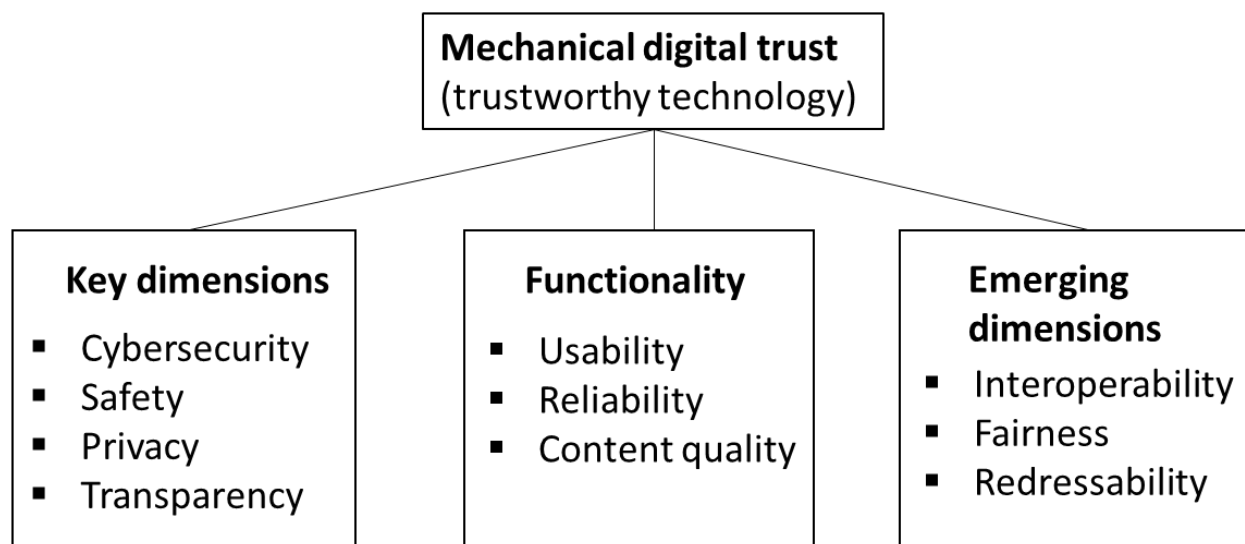 Mechanical digital trust
(trustworthy technology)
Key dimensions
▪ Cybersecurity
▪ Safety
▪ Privacy
▪ Transparency
Functionality
▪ Usability
▪ Reliability
▪ Content quality
Emerging
dimensions
▪ Interoperability
▪ Fairness
▪ Redressability